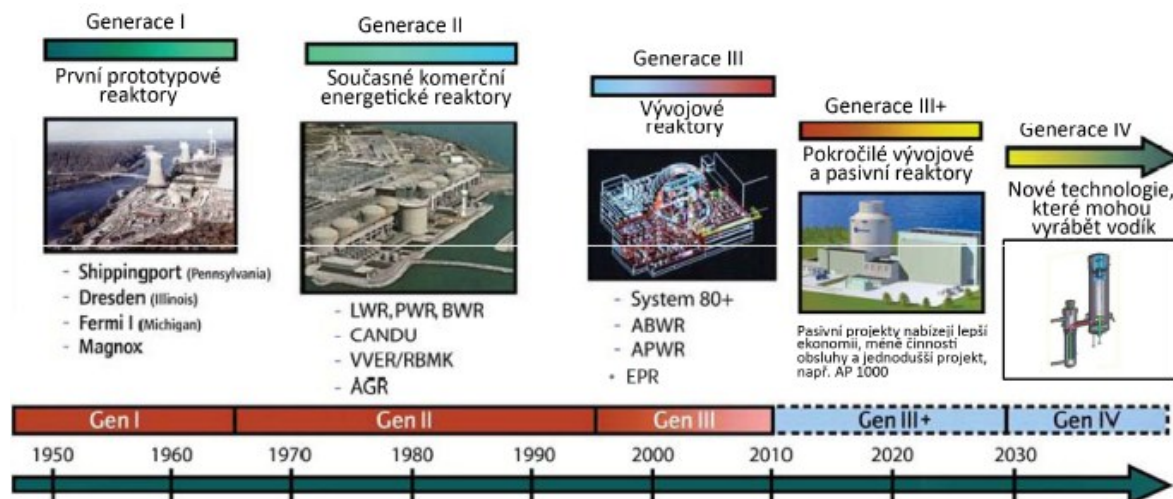 Generace I
První prototypové
reaktory
- Shippingport (Pennsylvania)
- Dresden (Illinois)
- Fermi I (Michigan)
- Magnox
Generace II
Současné komerční
energetické reaktory
- LWR, PWR, BWR
- CANDU
- VVER/RBMK
- AGR
Generace III
Vývojové
reaktory
- System 80+
- ABWR
- APWR
· EPR
Generace III+
Pokročilé vývojové
a pasivní reaktory
Pasivní projekty nabízejí lepší
ekonomii, méně činností
obsluhy a jednodušší projekt,
např. AP 1000
Generace IV
Nové technologie,
které mohou
vyrábět vodík
Gen I Gen II Gen III Gen III+ Gen IV
1950 1960 1970 1980 1990 2000 2010 2020 2030